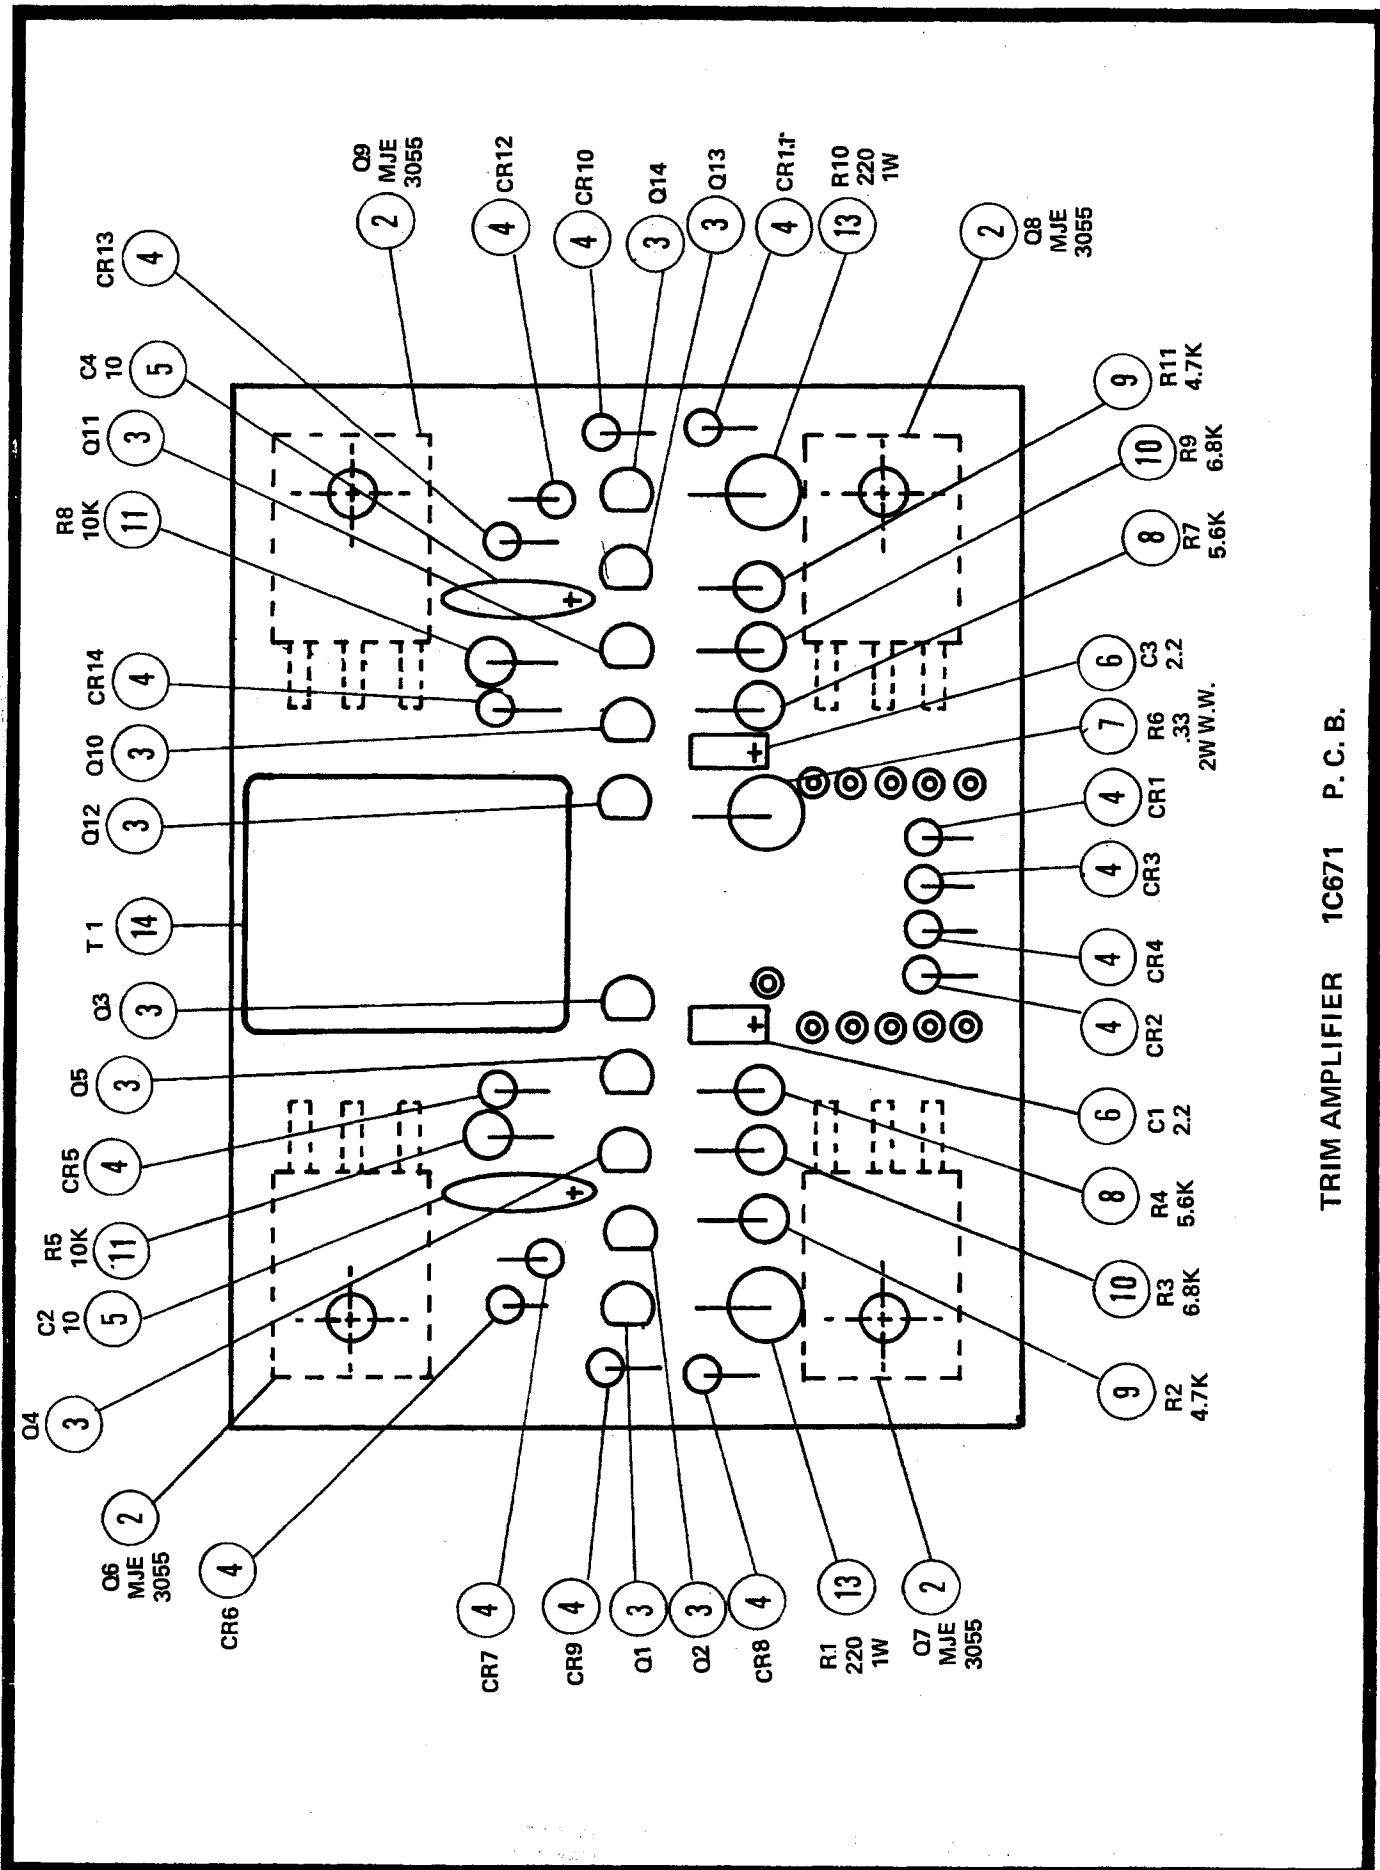 Q4
3
C2
10
5
R5
10K
11
CR5
4
Q5
3
Q3
3
T1
14
Q12
3
Q10
3
CR14
4
R8
10K
11
Q11
3
C4
10
5
CR13
4
Q6
MJE
3055
2
CR6
4
CR7
4
CR9
4
Q1
3
Q2
3
CR8
4
R1
220
1W
13
Q7
MJE
3055
2
+
+
+
+
Q9
MJE
3055
2
4
CR12
4
CR10
3
Q14
3
Q13
4
CR11
13
R10
220
1W
2
Q8
MJE
3055
9
R2
4.7K
10
R3
6.8K
8
R4
5.6K
6
C1
2.2
4
CR2
4
CR4
4
CR3
4
CR1
7
R6
.33
2W W.W.
6
C3
2.2
8
R7
5.6K
10
R9
6.8K
9
R11
4.7K
TRIM AMPLIFIER 1C671 P. C. B.